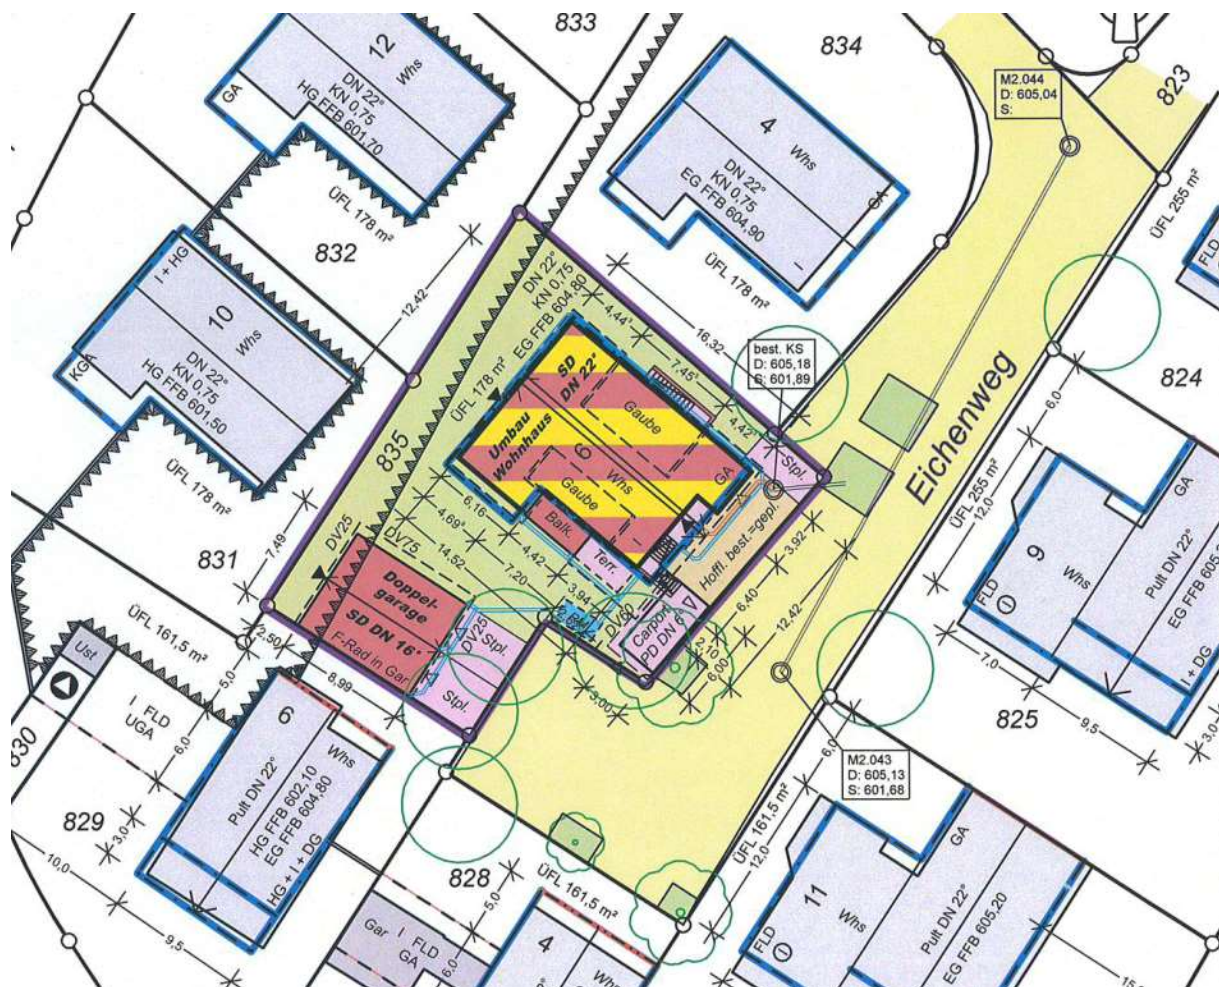 833
834
12
Whs
DN 22°
KN 0,75
HG FFB 601,70
GA
ÜFL 178 m²
832
4
Whs
DN 22°
KN 0,75
EG FFB 604,90
GA
I
ÜFL 178 m²
M2.044
D: 605,04
S:
823
ÜFL 255 m²
FLD
824
I + HG
10
Whs
DN 22°
KN 0,75
HG FFB 601,50
KGA
ÜFL 178 m²
12,42
DN 22°
KN 0,75
EG FFB 604,80
ÜFL 178 m²
4,44⁵
16,32
7,45⁵
4,42
best. KS
D: 605,18
S: 601,89
835
SD
DN 22°
Umbau
Wohnhaus
Gaube
6
Whs
Gaube
GA
Stpl.
Hoffl. best.=gepl.
Balk.
Terr.
6,16
4,69⁵
14,52
4,42
7,20
3,94
3,92
6,40
12,42
2,10
6,00
3,00
DV60
Carport
PD DN 6°
Eichenweg
831
7,49
DV25
DV75
Doppel-
garage
SD DN 16°
F-Rad in Gar
DV25
Stpl.
Stpl.
2,50
8,99
ÜFL 161,5 m²
5,0
6,0
Ust
I FLD
UGA
830
829
3,0
10,0
9,5
6
Whs
Pult DN 22°
HG FFB 602,10
EG FFB 604,80
HG + I + DG
828
5,0
6,0
ÜFL 161,5 m²
Gar
I FLD
GA
4
Whs
M2.043
D: 605,13
S: 601,68
ÜFL 255 m²
12,0
6,0
9
Whs
FLD
I
GA
Pult DN 22°
EG FFB 605
I + DG
7,0
9,5
3,0
825
6,0
ÜFL 161,5 m²
12,0
11
Whs
FLD
I
GA
Pult DN 22°
EG FFB 605,20